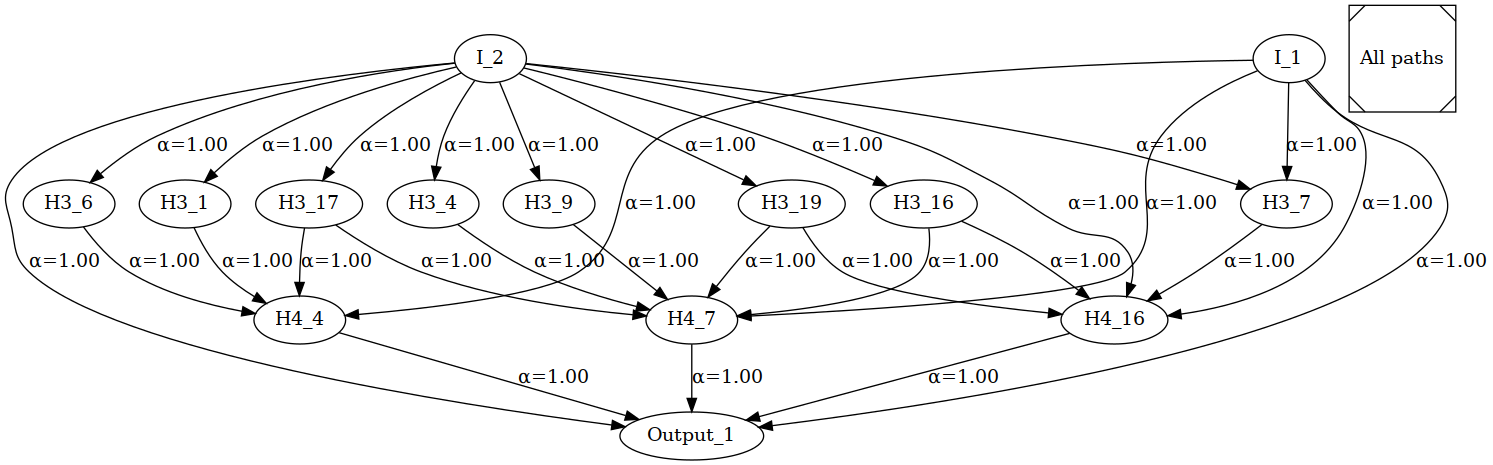 I_2
I_1
All paths
α=1.00 α=1.00 α=1.00 α=1.00 α=1.00 α=1.00 α=1.00 α=1.00 α=1.00
H3_6 H3_1 H3_17 H3_4 H3_9 α=1.00 H3_19 H3_16 α=1.00 α=1.00 H3_7 α=1.00
α=1.00 α=1.00 α=1.00 α=1.00 α=1.00 α=1.00 α=1.00 α=1.00 α=1.00 α=1.00 α=1.00 α=1.00 α=1.00
H4_4 H4_7 H4_16
α=1.00 α=1.00 α=1.00
Output_1